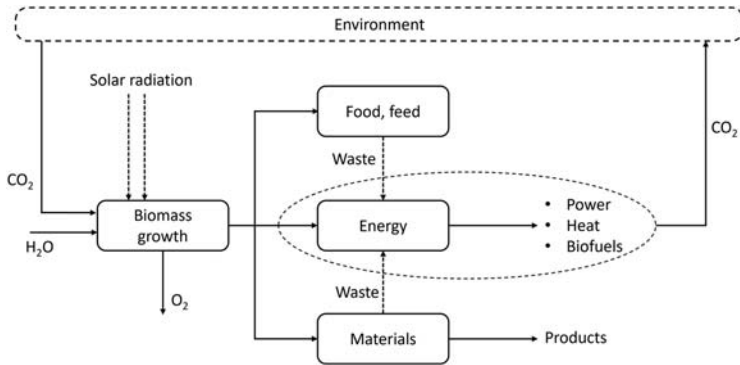 Environment
Solar radiation
Food, feed
CO₂
Waste
CO₂
Biomass
growth
Energy
• Power
• Heat
• Biofuels
H₂O
Waste
O₂
Materials
Products